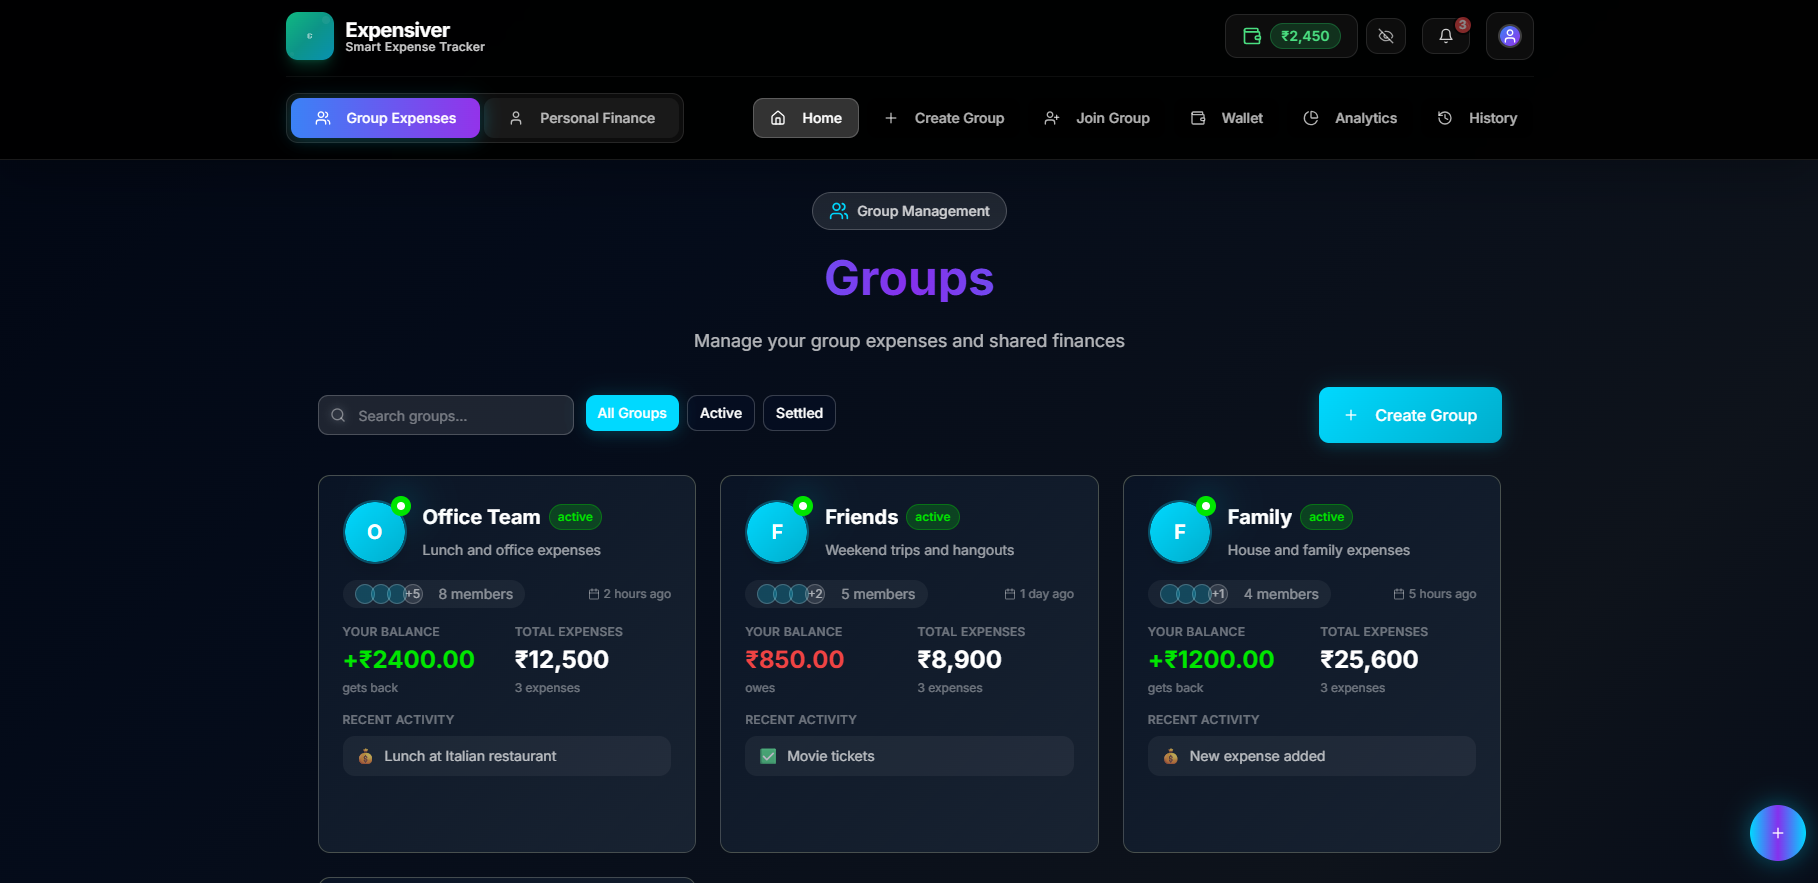 Expensiver
Smart Expense Tracker
₹2,450
3
Group Expenses
Personal Finance
Home
Create Group
Join Group
Wallet
Analytics
History
Group Management
Groups
Manage your group expenses and shared finances
Search groups...
All Groups
Active
Settled
+ Create Group
O
Office Team
active
Lunch and office expenses
+5
8 members
2 hours ago
YOUR BALANCE
TOTAL EXPENSES
+₹2400.00
₹12,500
gets back
3 expenses
RECENT ACTIVITY
Lunch at Italian restaurant
F
Friends
active
Weekend trips and hangouts
+2
5 members
1 day ago
YOUR BALANCE
TOTAL EXPENSES
₹850.00
₹8,900
owes
3 expenses
RECENT ACTIVITY
Movie tickets
F
Family
active
House and family expenses
+1
4 members
5 hours ago
YOUR BALANCE
TOTAL EXPENSES
+₹1200.00
₹25,600
gets back
3 expenses
RECENT ACTIVITY
New expense added
+